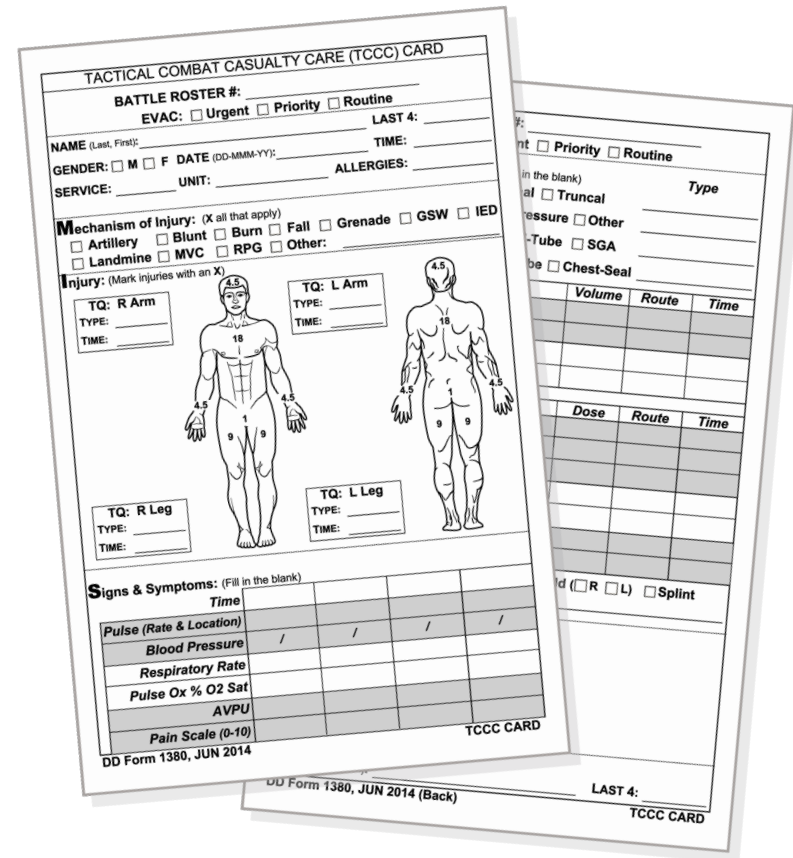 TACTICAL COMBAT CASUALTY CARE (TCCC) CARD
BATTLE ROSTER #:
EVAC: Urgent Priority Routine
NAME (Last, First): LAST 4:
GENDER: M F DATE (DD-MMM-YY): TIME:
SERVICE: UNIT: ALLERGIES:
Mechanism of Injury: (X all that apply)
Artillery Blunt Burn Fall Grenade GSW IED
Landmine MVC RPG Other:
Injury: (Mark injuries with an X)
TQ: R Arm
TYPE:
TIME:
TQ: L Arm
TYPE:
TIME:
4.5
18
4.5 4.5
1
9 9
4.5
18
4.5 4.5
1
9 9
TQ: R Leg
TYPE:
TIME:
TQ: L Leg
TYPE:
TIME:
Signs & Symptoms: (Fill in the blank)
Time
Pulse (Rate & Location)
Blood Pressure / / / /
Respiratory Rate
Pulse Ox % O2 Sat
AVPU
Pain Scale (0-10)
DD Form 1380, JUN 2014 TCCC CARD
#:
nt Priority Routine
in the blank) Type
al Truncal
essure Other
-Tube SGA
be Chest-Seal
Volume Route Time
Dose Route Time
ld (R L) Splint
LAST 4:
DD Form 1380, JUN 2014 (Back) TCCC CARD